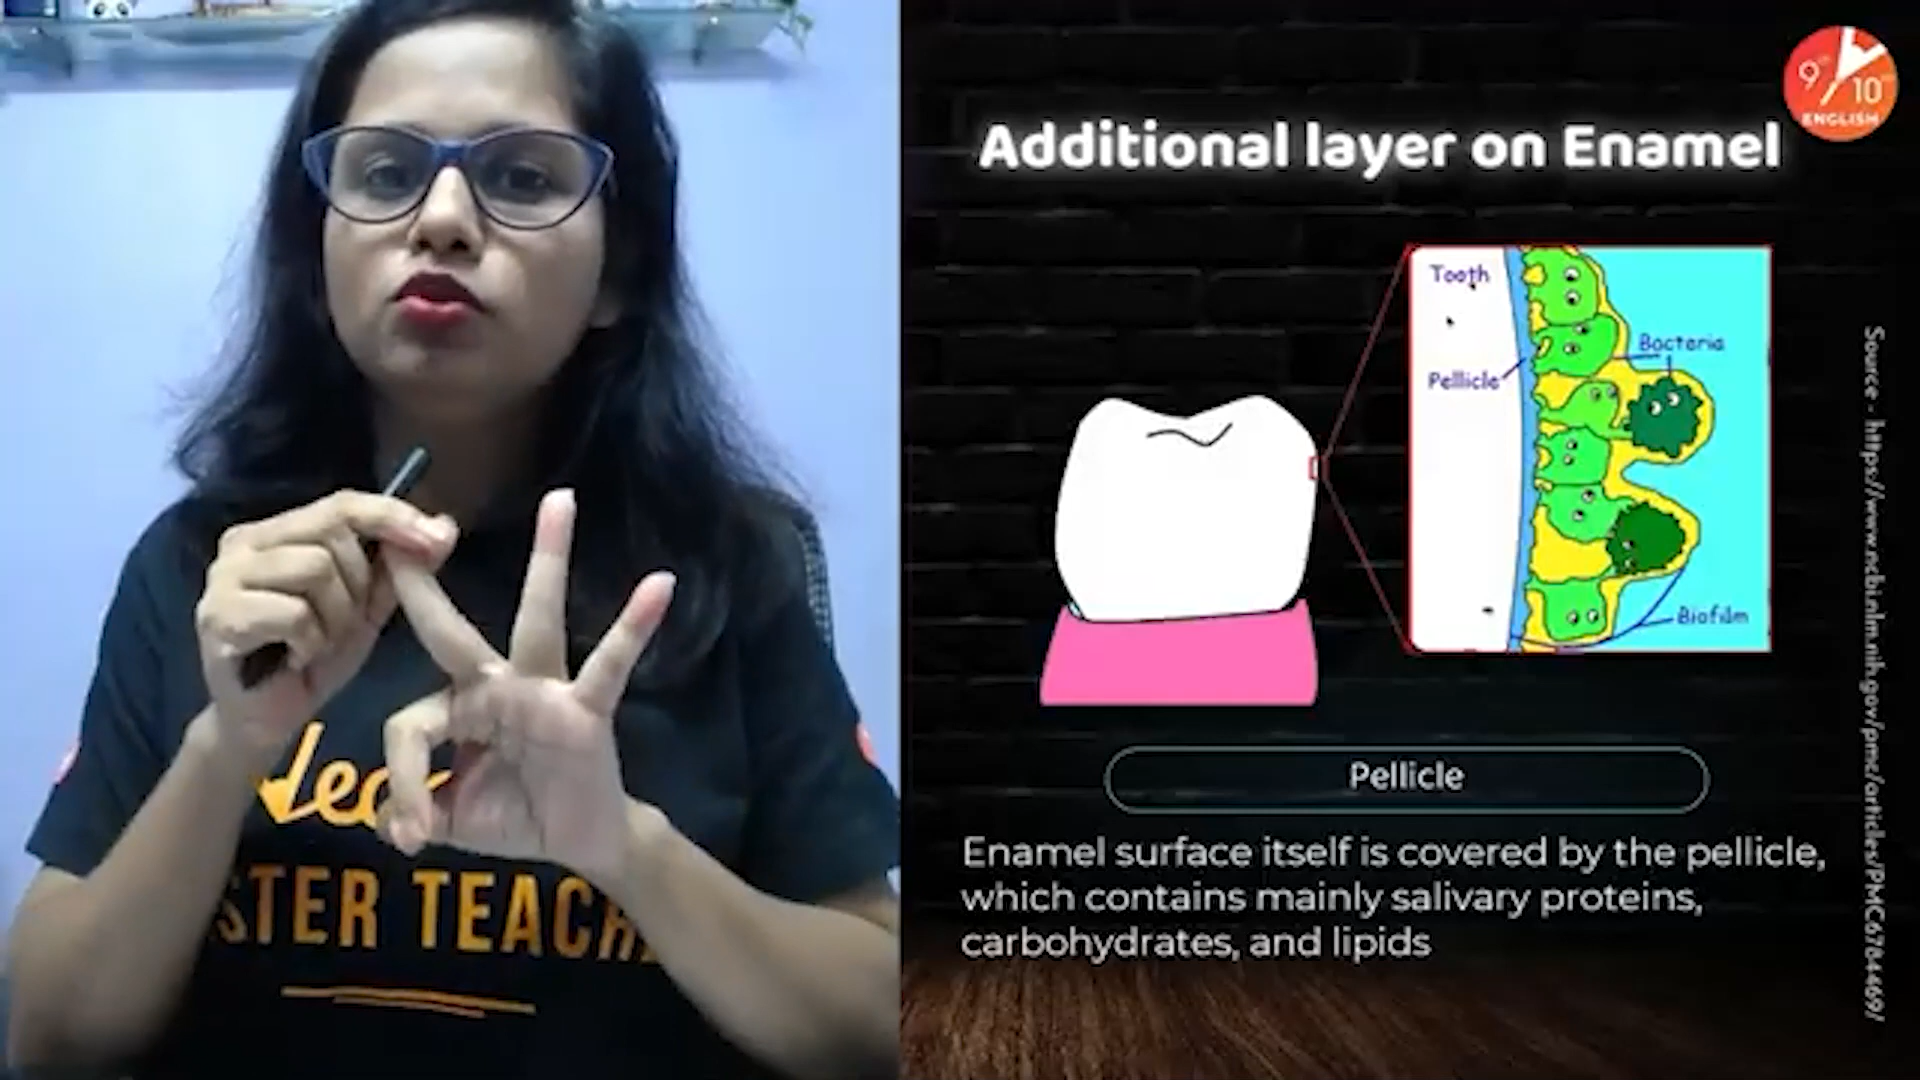 9TH
10TH
ENGLISH
Additional layer on Enamel
Tooth
Bacteria
Pellicle
Biofilm
Pellicle
Enamel surface itself is covered by the pellicle,
which contains mainly salivary proteins,
carbohydrates, and lipids
Source - https://www.ncbi.nlm.nih.gov/pmc/articles/PMC6784469/
STER TEACH